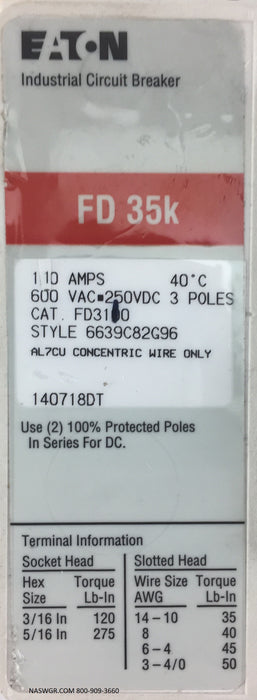 EATON
Industrial Circuit Breaker
FD 35k
110 AMPS 40°C
600 VAC■250VDC 3 POLES
CAT. FD3110
STYLE 6639C82G96
AL7CU CONCENTRIC WIRE ONLY
140718DT
Use (2) 100% Protected Poles
In Series For DC.
Terminal Information
Socket Head Slotted Head
Hex Torque Wire Size Torque
Size Lb-In AWG Lb-In
3/16 In 120 14-10 35
5/16 In 275 8 40
6-4 45
3-4/0 50
NASWGR.COM 800-909-3660